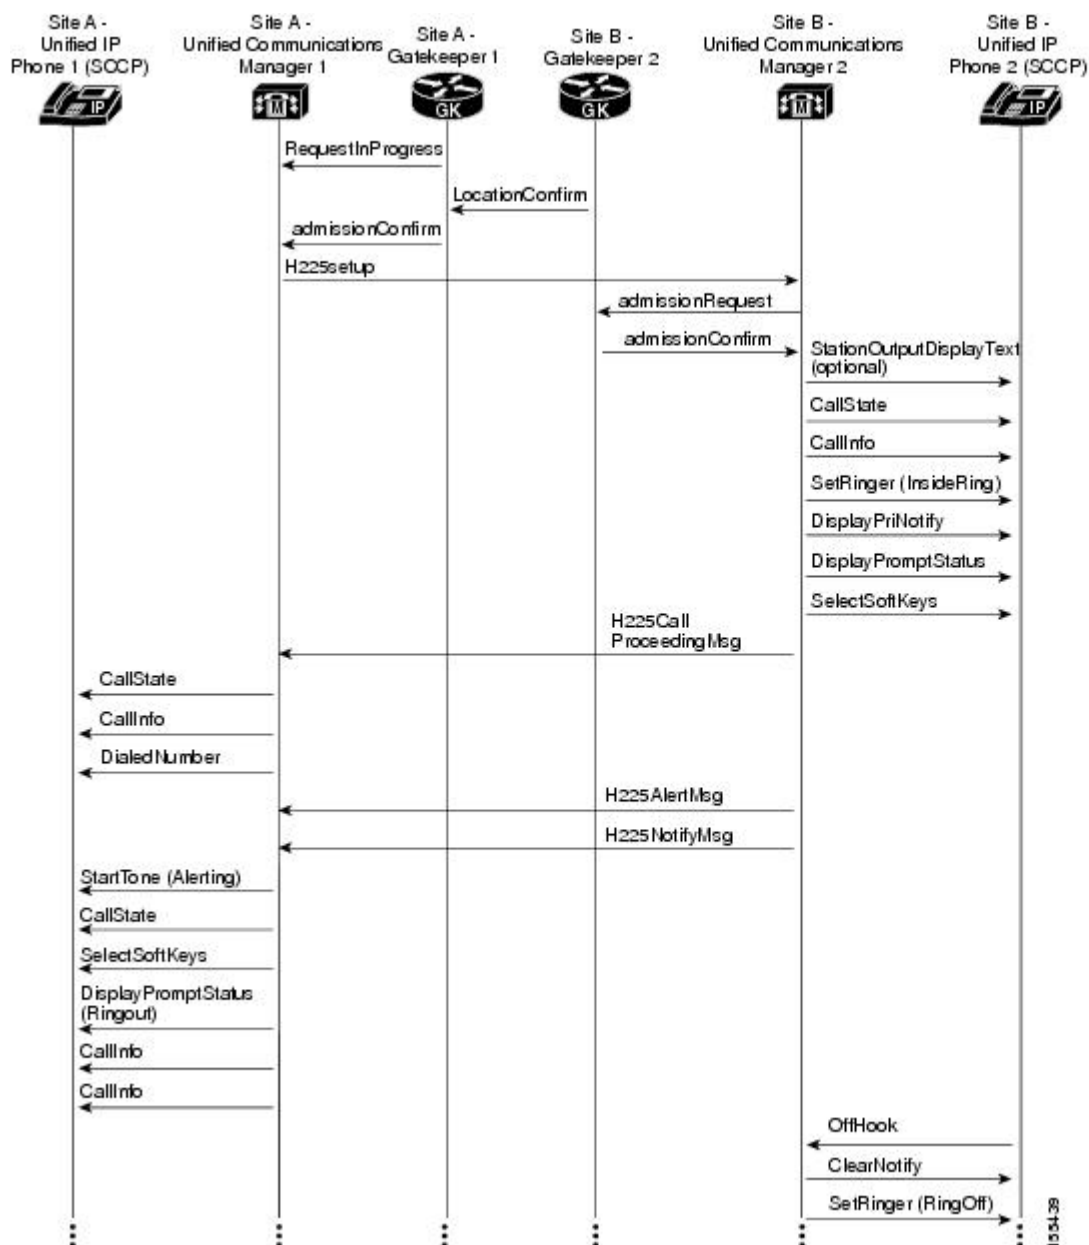 Site A -
Unified IP
Phone 1 (SCCP)
Site A -
Unified Communications
Manager 1
Site A -
Gatekeeper 1
Site B -
Gatekeeper 2
Site B -
Unified Communications
Manager 2
Site B -
Unified IP
Phone 2 (SCCP)
IP
M
GK
GK
M
IP
RequestInProgress
LocationConfirm
admissionConfirm
H225setup
admissionRequest
admissionConfirm
StationOutputDisplayText
(optional)
CallState
CallInfo
SetRinger (InsideRing)
DisplayPriNotify
DisplayPromptStatus
SelectSoftKeys
H225Call
ProceedingMsg
CallState
CallInfo
DialedNumber
H225AlertMsg
H225NotifyMsg
StartTone (Alerting)
CallState
SelectSoftKeys
DisplayPromptStatus
(Ringout)
CallInfo
CallInfo
OffHook
ClearNotify
SetRinger (RingOff)
155439